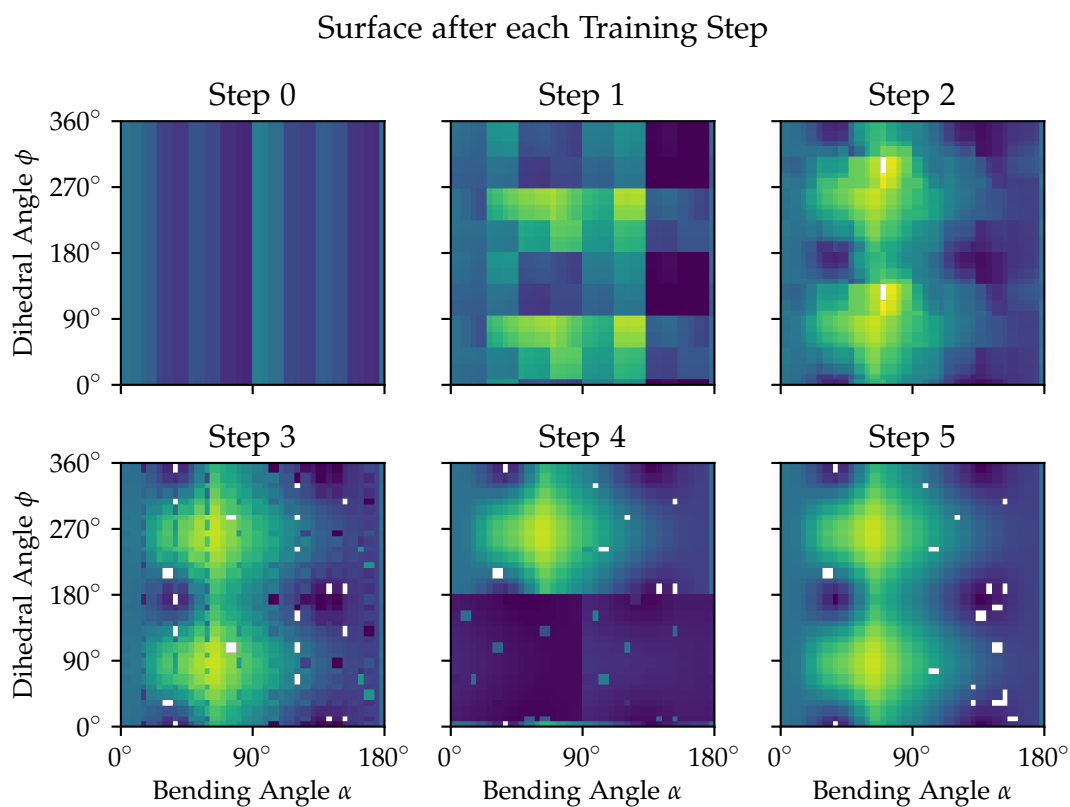 Surface after each Training Step
Step 0
Step 1
Step 2
360°
270°
180°
90°
0°
Dihedral Angle ϕ
Step 3
Step 4
Step 5
360°
270°
180°
90°
0°
Dihedral Angle ϕ
0° 90° 180°
0° 90° 180°
0° 90° 180°
Bending Angle α
Bending Angle α
Bending Angle α